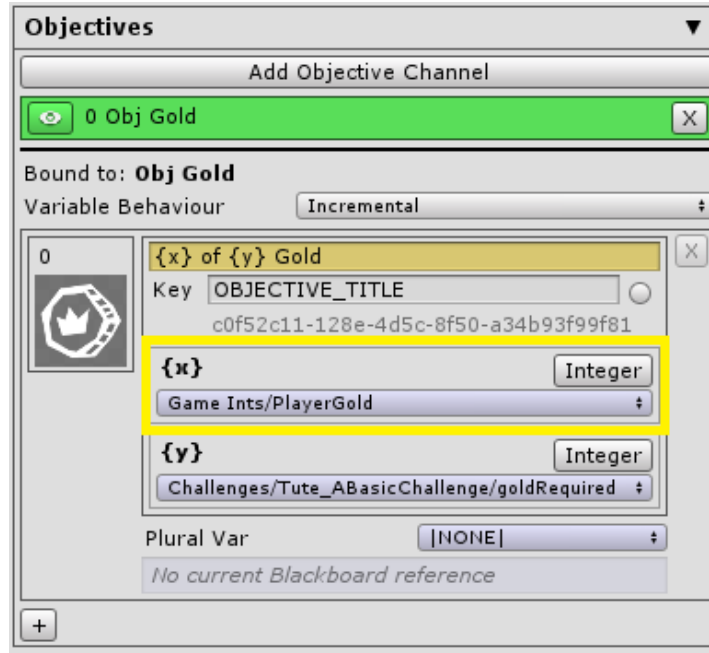 Objectives
Add Objective Channel
0 Obj Gold X
Bound to: Obj Gold
Variable Behaviour Incremental
0 {x} of {y} Gold X
Key OBJECTIVE_TITLE
c0f52c11-128e-4d5c-8f50-a34b93f99f81
{x} Integer
Game Ints/PlayerGold
{y} Integer
Challenges/Tute_ABasicChallenge/goldRequired
Plural Var |NONE|
No current Blackboard reference
+